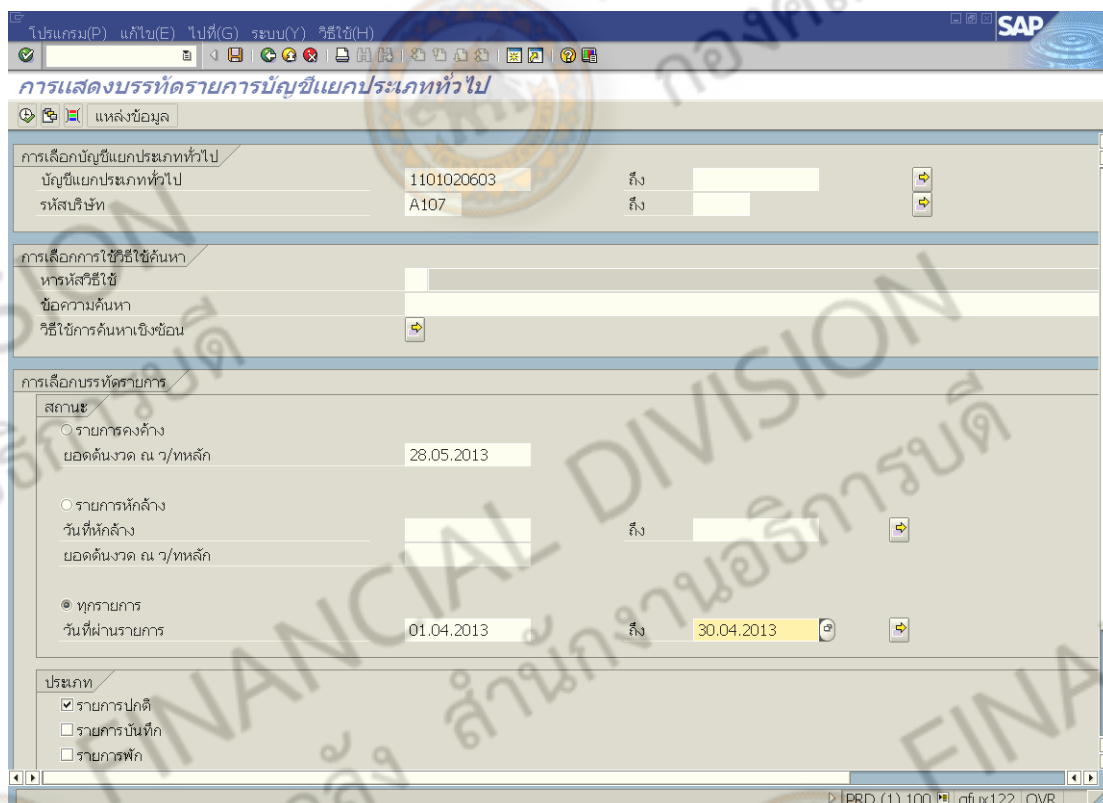 โปรแกรม(P) แก้ไข(E) ไปที่(G) ระบบ(Y) วิธีใช้(H)
SAP
การแสดงบรรทัดรายการบัญชีแยกประเภททั่วไป
แหล่งข้อมูล
การเลือกบัญชีแยกประเภททั่วไป
บัญชีแยกประเภททั่วไป 1101020603 ถึง
รหัสบริษัท A107 ถึง
การเลือกการใช้วิธีใช้ค้นหา
หารหัสวิธีใช้
ข้อความค้นหา
วิธีใช้การค้นหาเชิงซ้อน
การเลือกบรรทัดรายการ
สถานะ
รายการคงค้าง
ยอดต้นงวด ณ ว/ทหลัก 28.05.2013
รายการหักล้าง
วันที่หักล้าง ถึง
ยอดต้นงวด ณ ว/ทหลัก
ทุกรายการ
วันที่ผ่านรายการ 01.04.2013 ถึง 30.04.2013
ประเภท
รายการปกติ
รายการบันทึก
รายการพัก
PRD (1) 100 gfux122 OVR
FINANCIAL DIVISION
สำนักงานอธิการบดี